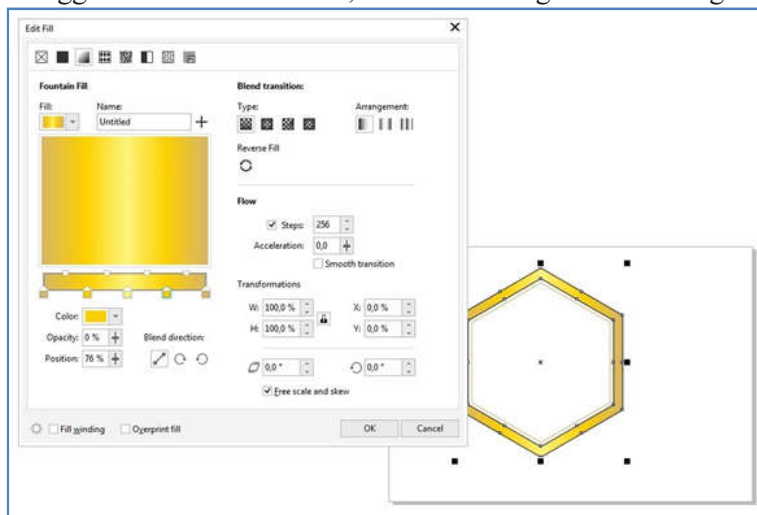 Edit Fill
Fountain Fill
Fill:
Name:
Untitled
Color:
Opacity: 0 %
Blend direction:
Position: 76 %
Blend transition:
Type:
Arrangement:
Reverse Fill
Flow
Steps: 256
Acceleration: 0,0
Smooth transition
Transformations
W: 100,0 % X: 0,0 %
H: 100,0 % Y: 0,0 %
0,0 ° 0,0 °
Free scale and skew
Fill winding Overprint fill OK Cancel